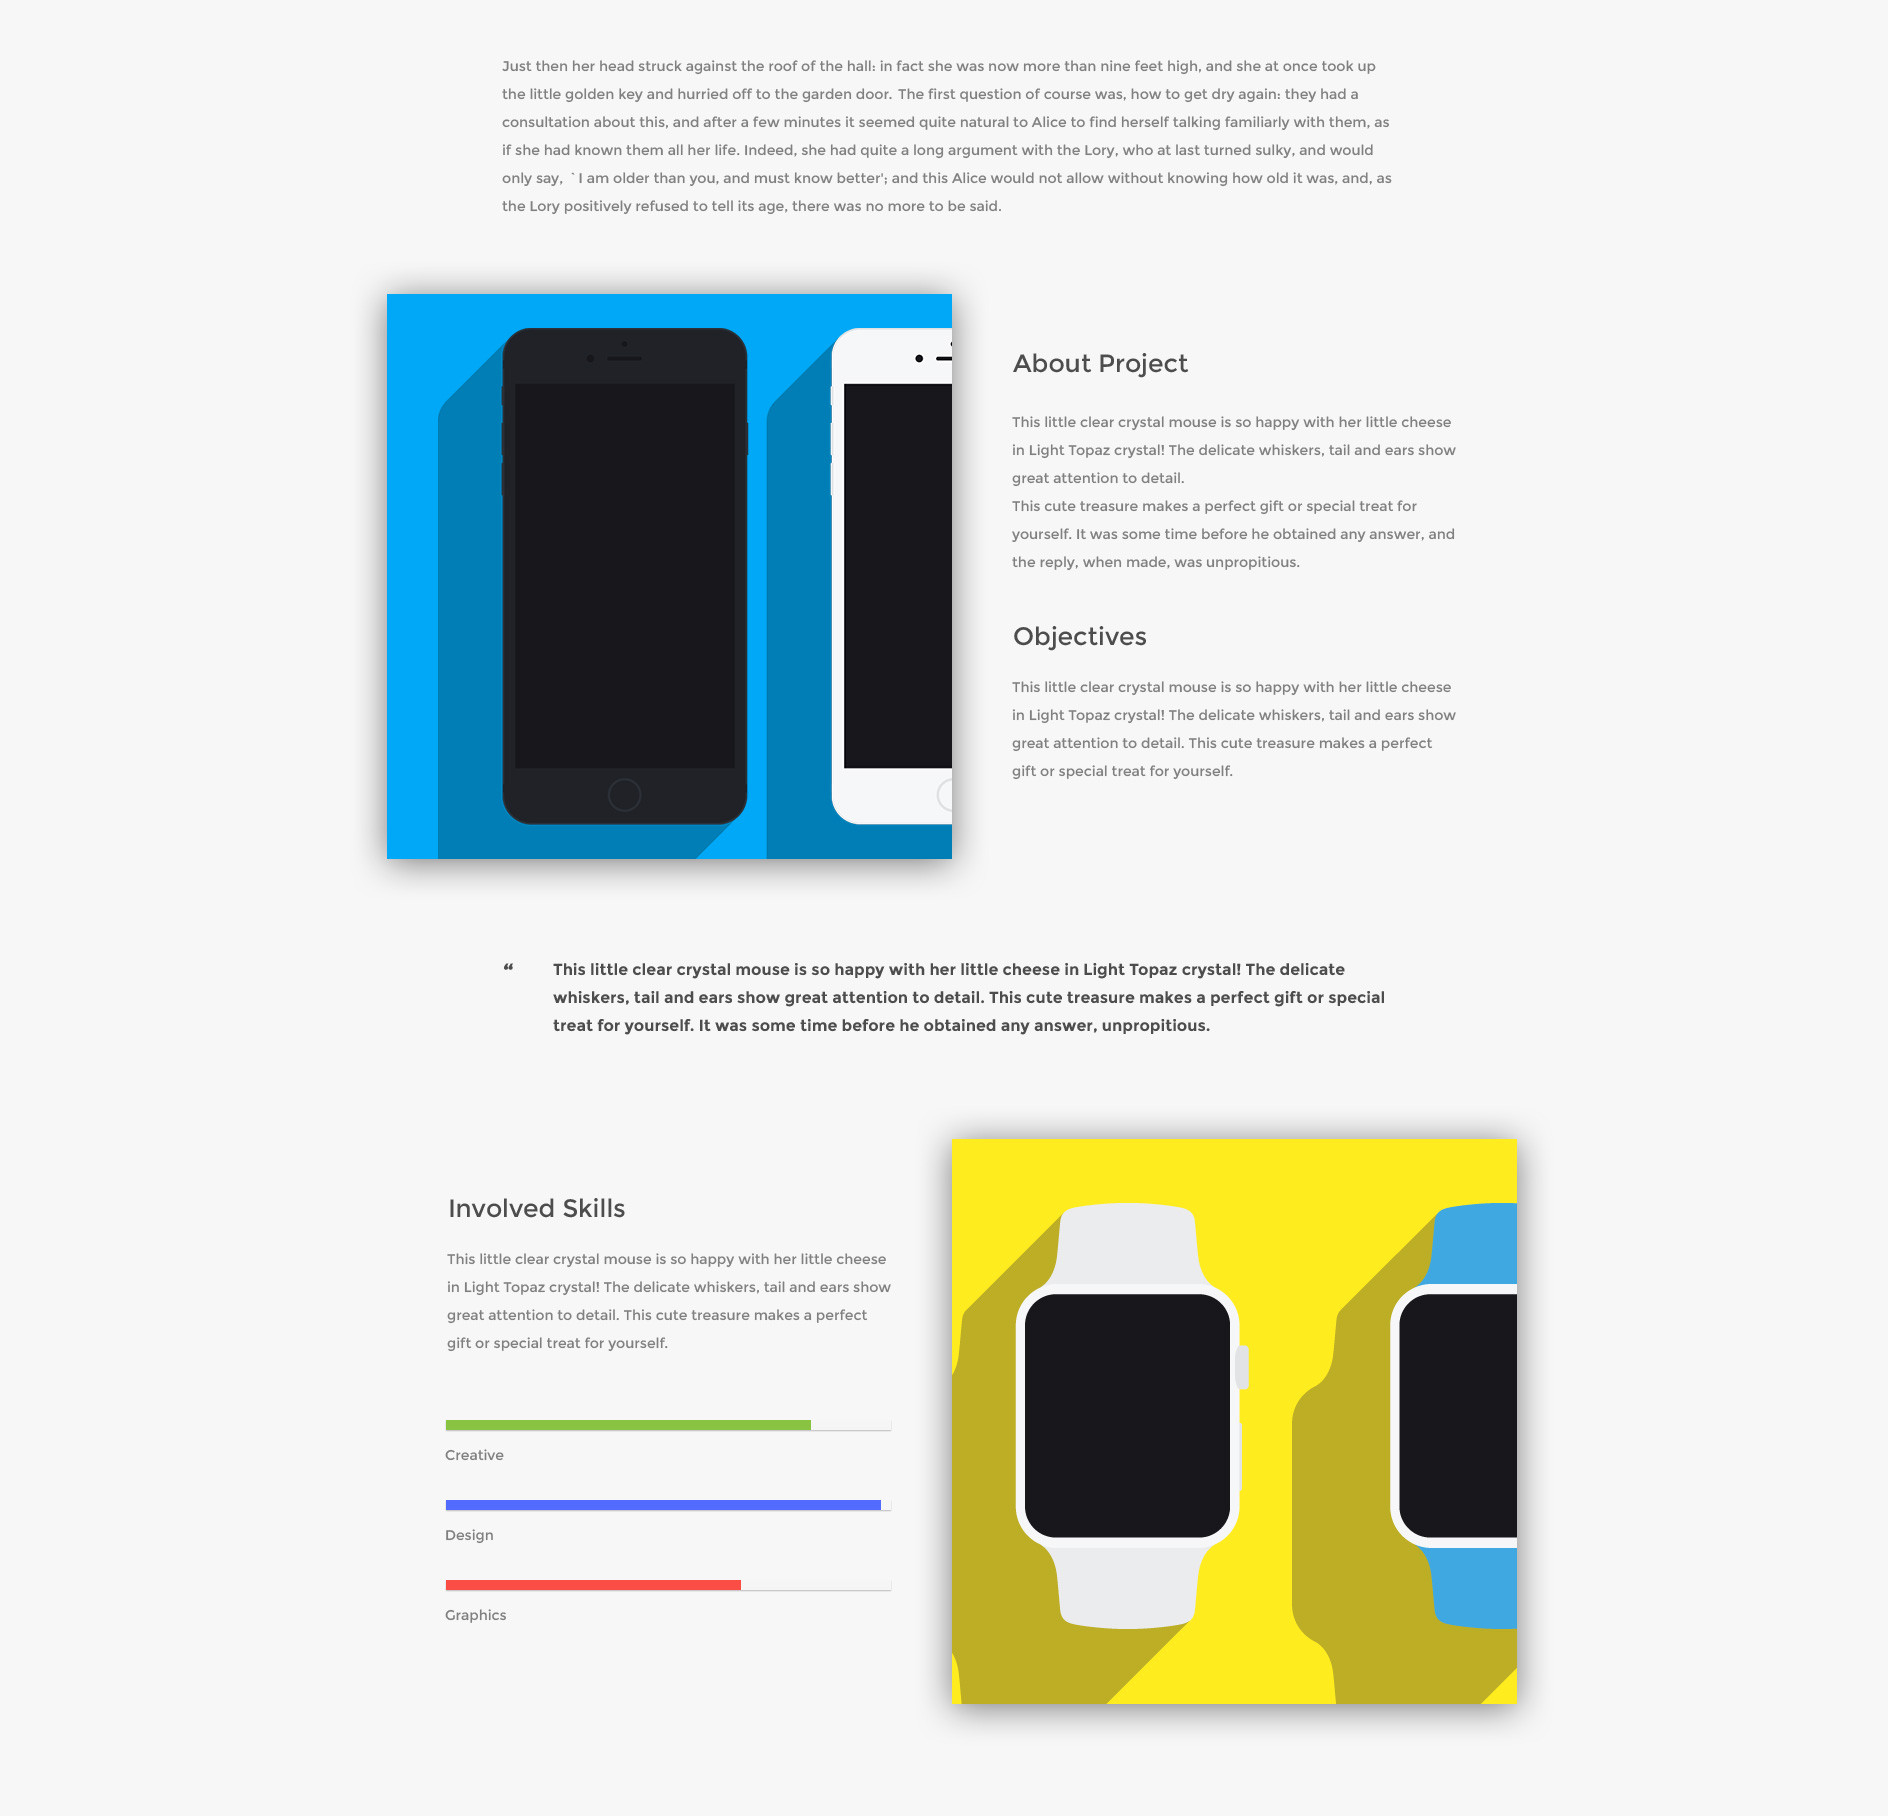 Just then her head struck against the roof of the hall: in fact she was now more than nine feet high, and she at once took up
the little golden key and hurried off to the garden door. The first question of course was, how to get dry again: they had a
consultation about this, and after a few minutes it seemed quite natural to Alice to find herself talking familiarly with them, as
if she had known them all her life. Indeed, she had quite a long argument with the Lory, who at last turned sulky, and would
only say, `I am older than you, and must know better'; and this Alice would not allow without knowing how old it was, and, as
the Lory positively refused to tell its age, there was no more to be said.
About Project
This little clear crystal mouse is so happy with her little cheese
in Light Topaz crystal! The delicate whiskers, tail and ears show
great attention to detail.
This cute treasure makes a perfect gift or special treat for
yourself. It was some time before he obtained any answer, and
the reply, when made, was unpropitious.
Objectives
This little clear crystal mouse is so happy with her little cheese
in Light Topaz crystal! The delicate whiskers, tail and ears show
great attention to detail. This cute treasure makes a perfect
gift or special treat for yourself.
“ This little clear crystal mouse is so happy with her little cheese in Light Topaz crystal! The delicate
whiskers, tail and ears show great attention to detail. This cute treasure makes a perfect gift or special
treat for yourself. It was some time before he obtained any answer, unpropitious.
Involved Skills
This little clear crystal mouse is so happy with her little cheese
in Light Topaz crystal! The delicate whiskers, tail and ears show
great attention to detail. This cute treasure makes a perfect
gift or special treat for yourself.
Creative
Design
Graphics